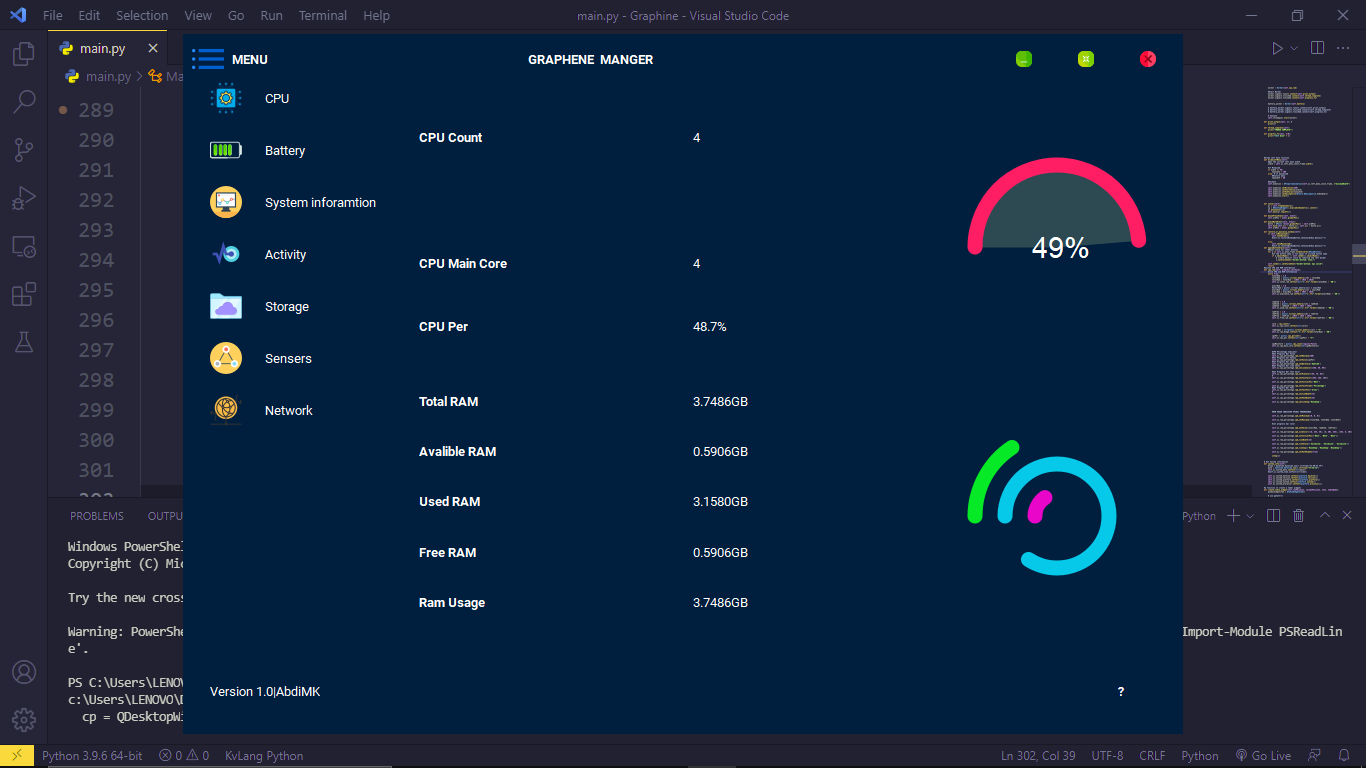 File Edit Selection View Go Run Terminal Help main.py - Graphine - Visual Studio Code
main.py
main.py > Ma
289
290
291
292
293
294
295
296
297
298
299
300
301
MENU GRAPHENE MANGER
CPU
Battery
System inforamtion
Activity
Storage
Sensers
Network
CPU Count 4
CPU Main Core 4
CPU Per 48.7%
Total RAM 3.7486GB
Avalible RAM 0.5906GB
Used RAM 3.1580GB
Free RAM 0.5906GB
Ram Usage 3.7486GB
49%
Version 1.0|AbdiMK ?
PROBLEMS OUTPU Python
Windows PowerShel
Copyright (C) Mic
Try the new cross
Warning: PowerShe Import-Module PSReadLin
e'.
PS C:\Users\LENOV
c:\Users\LENOVO\D
cp = QDesktopWi
Python 3.9.6 64-bit 0 0 KvLang Python Ln 302, Col 39 UTF-8 CRLF Python Go Live